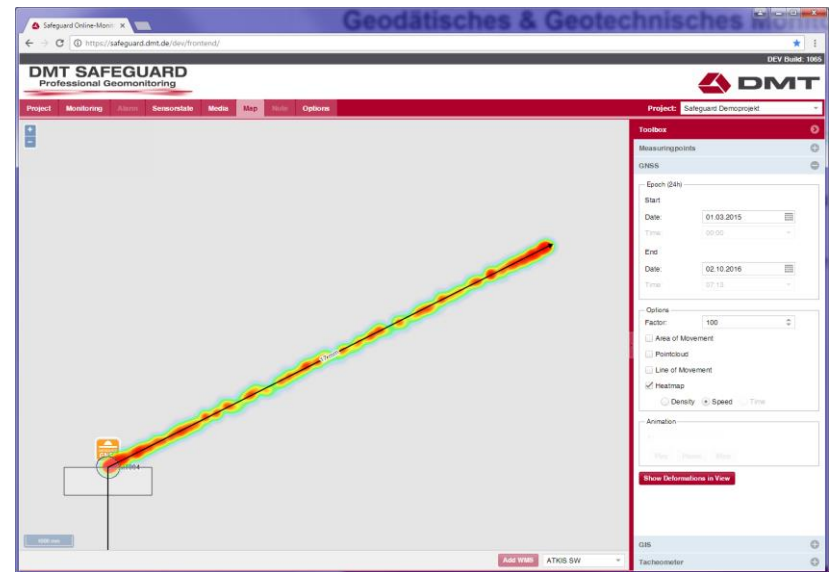 Geodätisches & Geotechnisches
Safeguard Online-Monit
https://safeguard.dmt.de/dev/frontend/
DEV Build: 1065
DMT SAFEGUARD
Professional Geomonitoring
DMT
Project Monitoring Alarm Sensorstate Media Map Note Options
Project: Safeguard Demoprojekt
+
-
Toolbox
Measuringpoints
GNSS
Epoch (24h)
Start
Date: 01.03.2015
Time: 00:00
End
Date: 02.10.2016
Time:
Options
Factor: 100
Area of Movement
Pointcloud
Line of Movement
Heatmap
Density Speed Time
Animation
Show Deformations in View
GIS
Add WMS ATKIS SW
Tacheometer